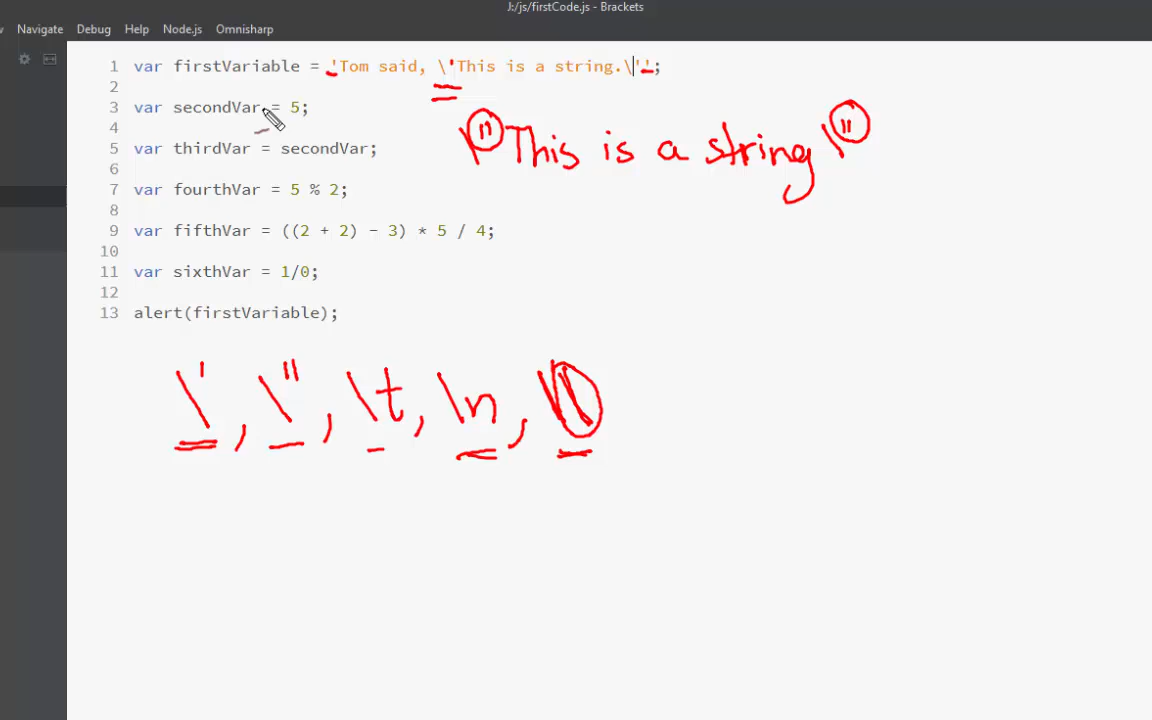 J:/js/firstCode.js - Brackets
Navigate Debug Help Node.js Omnisharp
1 var firstVariable = 'Tom said, \'This is a string.\'';
2
3 var secondVar = 5;
4
\"This is a string\"
5 var thirdVar = secondVar;
6
7 var fourthVar = 5 % 2;
8
9 var fifthVar = ((2 + 2) - 3) * 5 / 4;
10
11 var sixthVar = 1/0;
12
13 alert(firstVariable);
\', \", \t, \n, \\